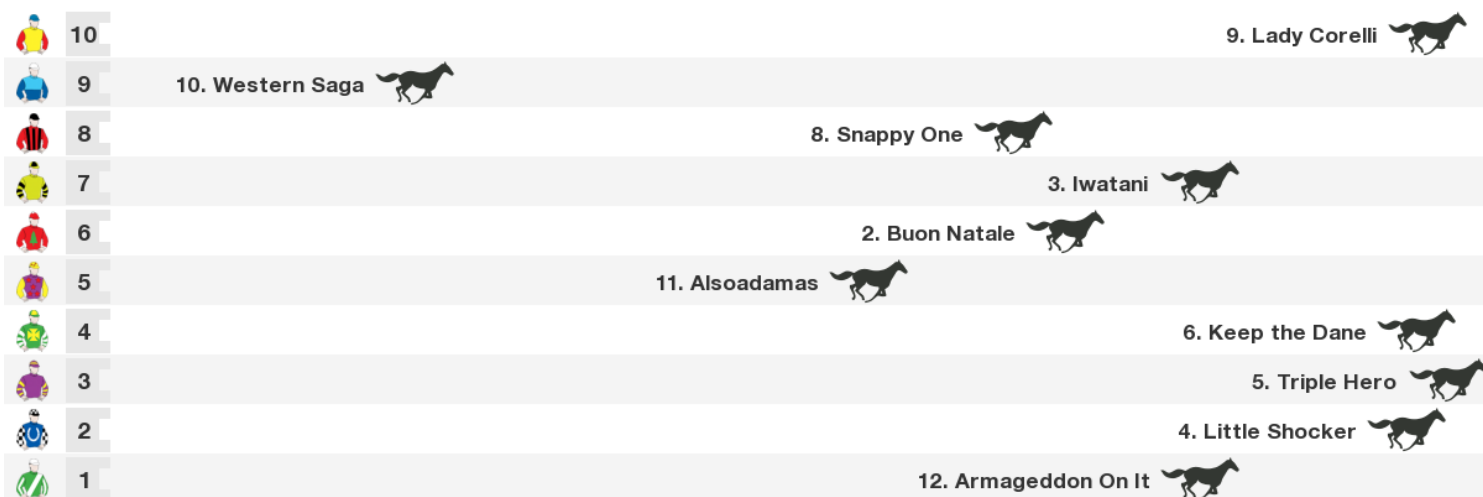 10 9. Lady Corelli
9 10. Western Saga
8 8. Snappy One
7 3. Iwatani
6 2. Buon Natale
5 11. Alsoadamas
4 6. Keep the Dane
3 5. Triple Hero
2 4. Little Shocker
1 12. Armageddon On It